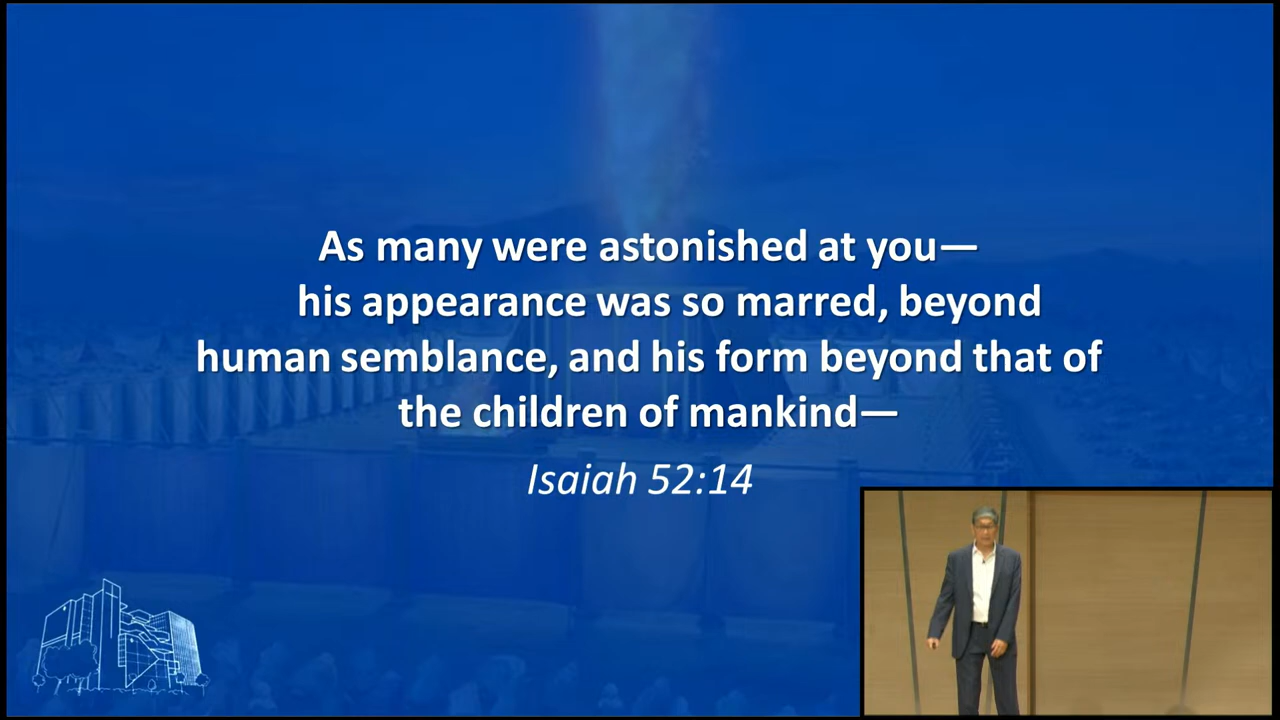 As many were astonished at you—
his appearance was so marred, beyond
human semblance, and his form beyond that of
the children of mankind—
Isaiah 52:14